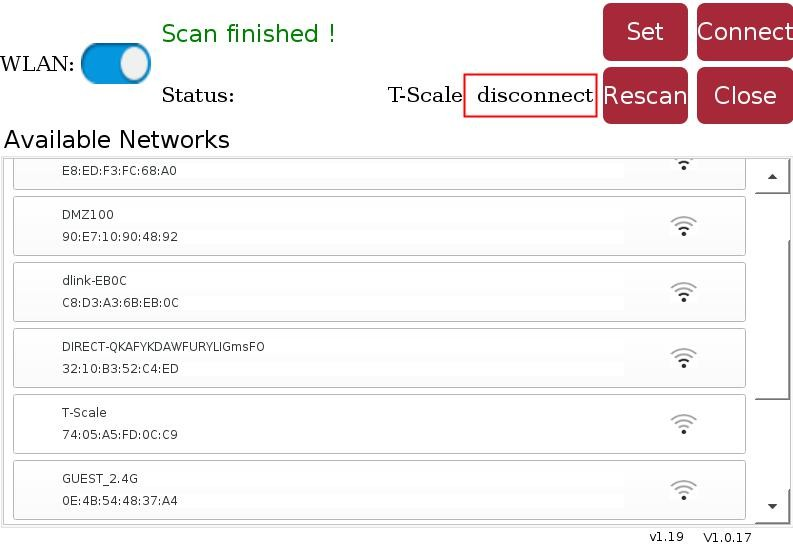 Scan finished !
Set
Connect
WLAN:
Status:
T-Scale disconnect
Rescan
Close
Available Networks
E8:ED:F3:FC:68:A0
DMZ100
90:E7:10:90:48:92
dlink-EB0C
C8:D3:A3:6B:EB:0C
DIRECT-QKAFYKDAWFURYLIGmsFO
32:10:B3:52:C4:ED
T-Scale
74:05:A5:FD:0C:C9
GUEST_2.4G
0E:4B:54:48:37:A4
v1.19 V1.0.17